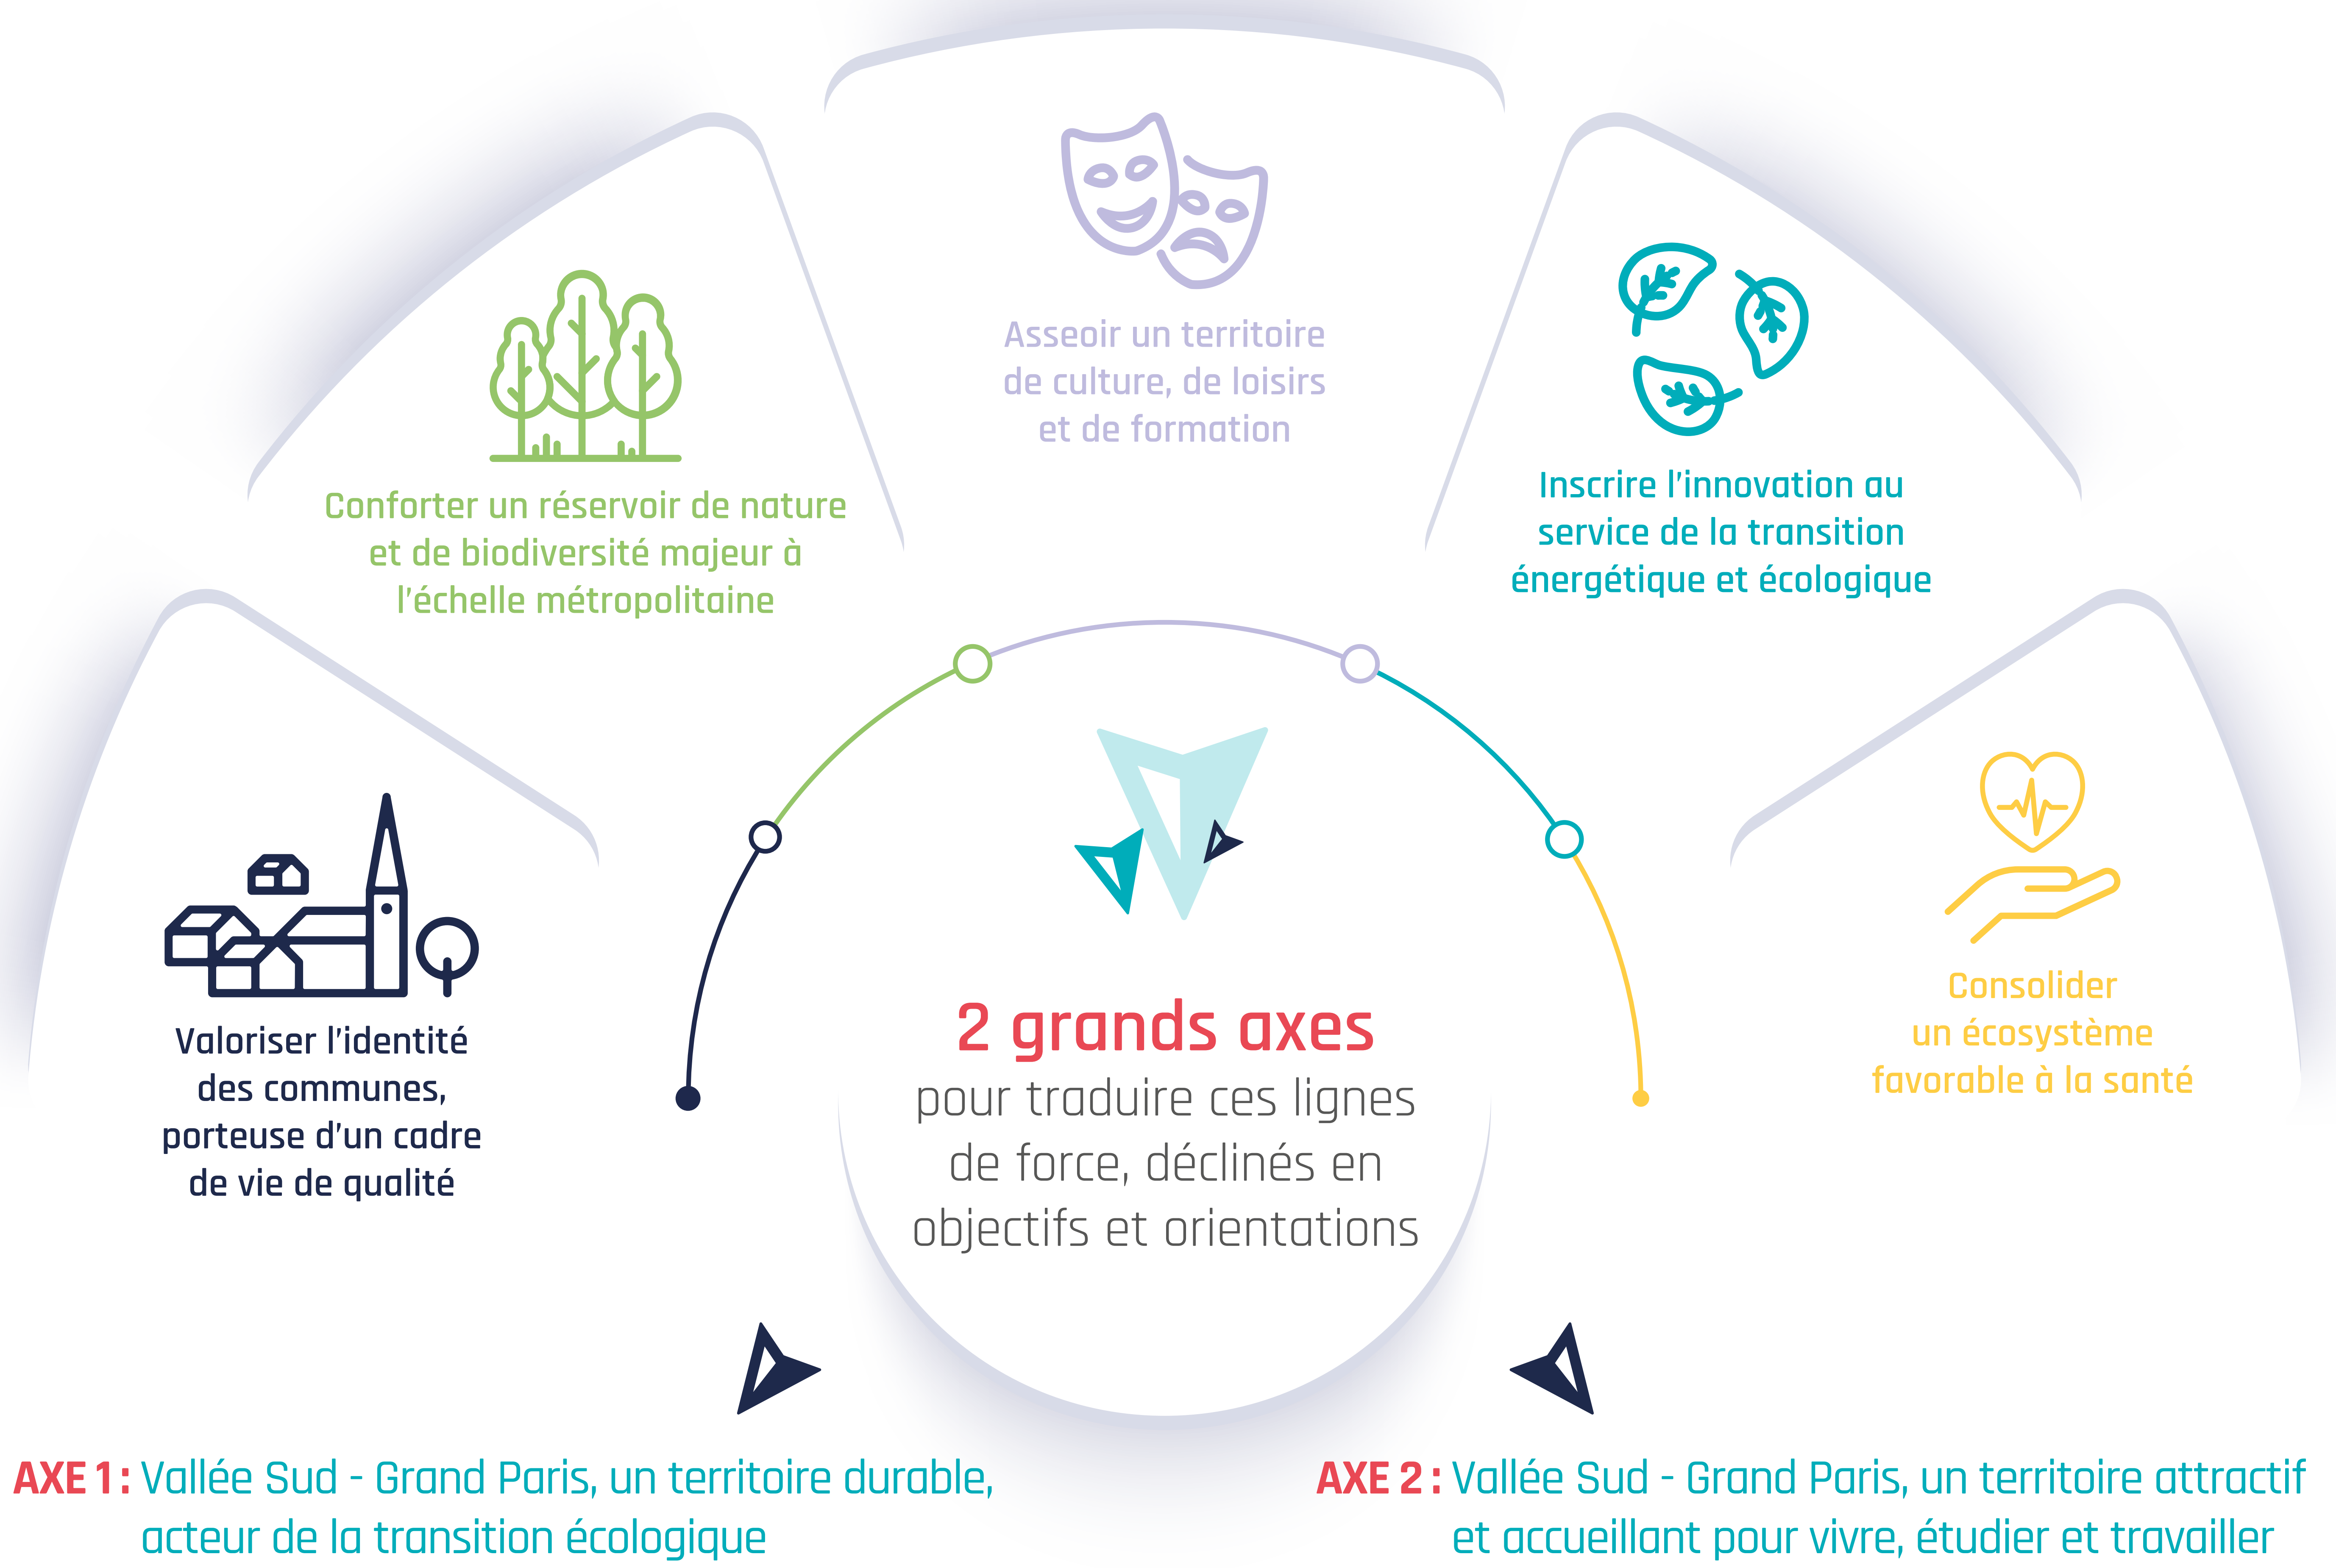 Asseoir un territoire
de culture, de loisirs
et de formation
Conforter un réservoir de nature
et de biodiversité majeur à
l'échelle métropolitaine
Inscrire l'innovation au
service de la transition
énergétique et écologique
Valoriser l'identité
des communes,
porteuse d'un cadre
de vie de qualité
Consolider
un écosystème
favorable à la santé
2 grands axes
pour traduire ces lignes
de force, déclinés en
objectifs et orientations
AXE 1 : Vallée Sud - Grand Paris, un territoire durable,
acteur de la transition écologique
AXE 2 : Vallée Sud - Grand Paris, un territoire attractif
et accueillant pour vivre, étudier et travailler